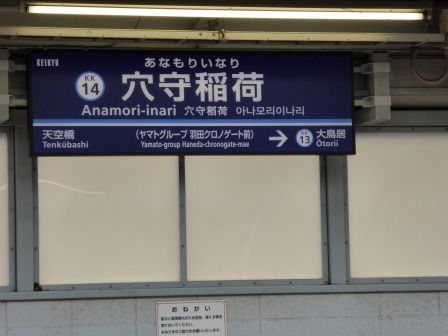 KEIKYU
あなもりいなり
KK
14
穴守稲荷
Anamori-inari 穴守稲荷 아나모리이나리
天空橋
Tenkūbashi
(ヤマトグループ 羽田クロノゲート前)
Yamato-group Haneda-chronogate-mae
→
KK
13
大鳥居
Ōtorii
おねがい